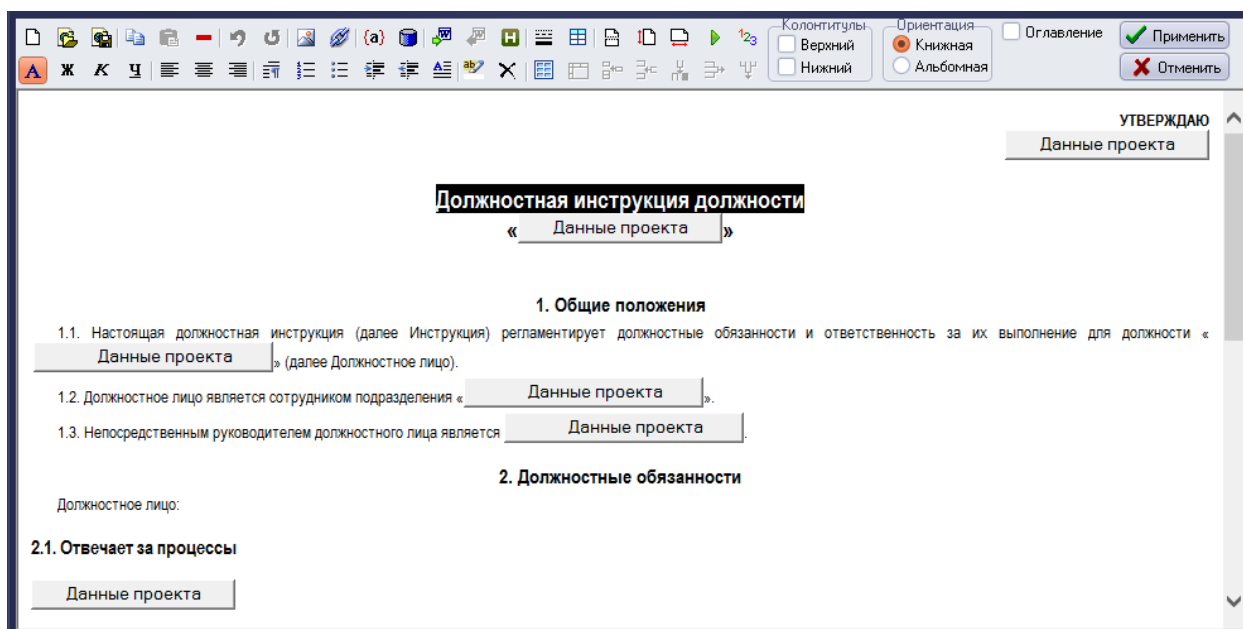 Колонтитулы
Ориентация
Верхний
Книжная
Оглавление
Применить
{a}
W
W
H
123
А Ж К Ч
ab
Нижний
Альбомная
Отменить
УТВЕРЖДАЮ
Данные проекта
Должностная инструкция должности
« Данные проекта »
1. Общие положения
1.1. Настоящая должностная инструкция (далее Инструкция) регламентирует должностные обязанности и ответственность за их выполнение для должности «
Данные проекта » (далее Должностное лицо).
1.2. Должностное лицо является сотрудником подразделения « Данные проекта ».
1.3. Непосредственным руководителем должностного лица является Данные проекта .
2. Должностные обязанности
Должностное лицо:
2.1. Отвечает за процессы
Данные проекта